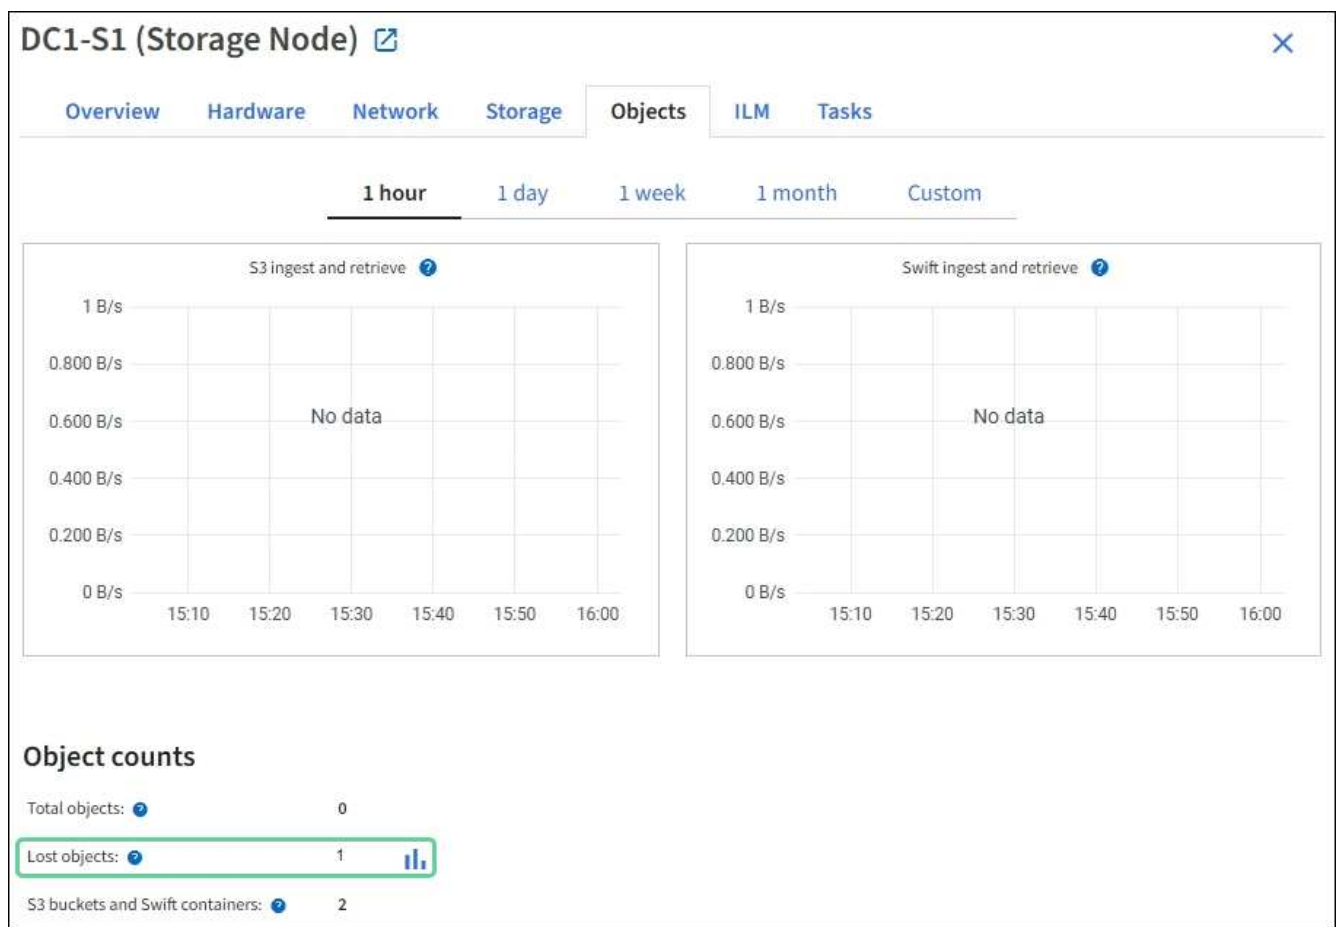 DC1-S1 (Storage Node)
Overview Hardware Network Storage Objects ILM Tasks
1 hour 1 day 1 week 1 month Custom
S3 ingest and retrieve ?
1 B/s
0.800 B/s
0.600 B/s
0.400 B/s
0.200 B/s
0 B/s
No data
15:10 15:20 15:30 15:40 15:50 16:00
Swift ingest and retrieve ?
1 B/s
0.800 B/s
0.600 B/s
0.400 B/s
0.200 B/s
0 B/s
No data
15:10 15:20 15:30 15:40 15:50 16:00
Object counts
Total objects: ? 0
Lost objects: ? 1
S3 buckets and Swift containers: ? 2